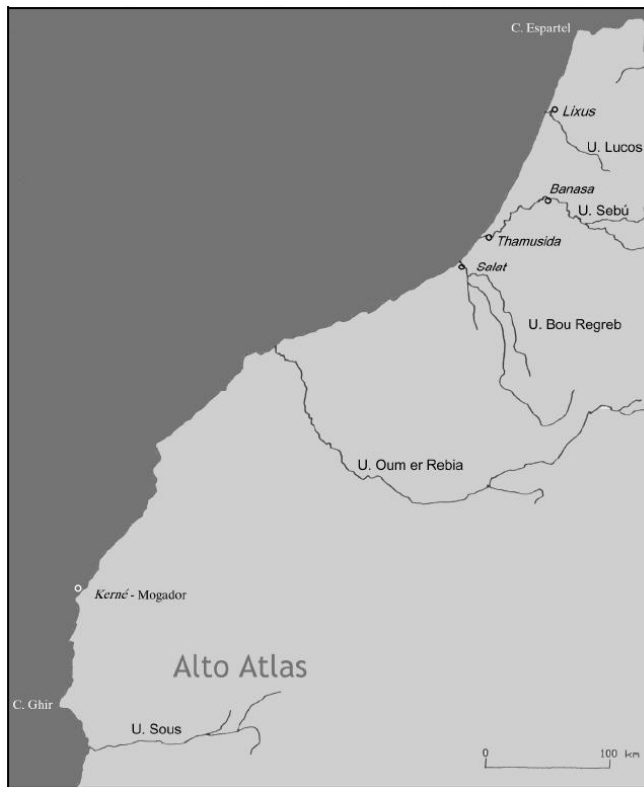 C. Espartel
Lixus
U. Lucos
Banasa
U. Sebú
Thamusida
Salat
U. Bou Regreb
U. Oum er Rebia
Kerné - Mogador
Alto Atlas
C. Ghir
U. Sous
0 100 km